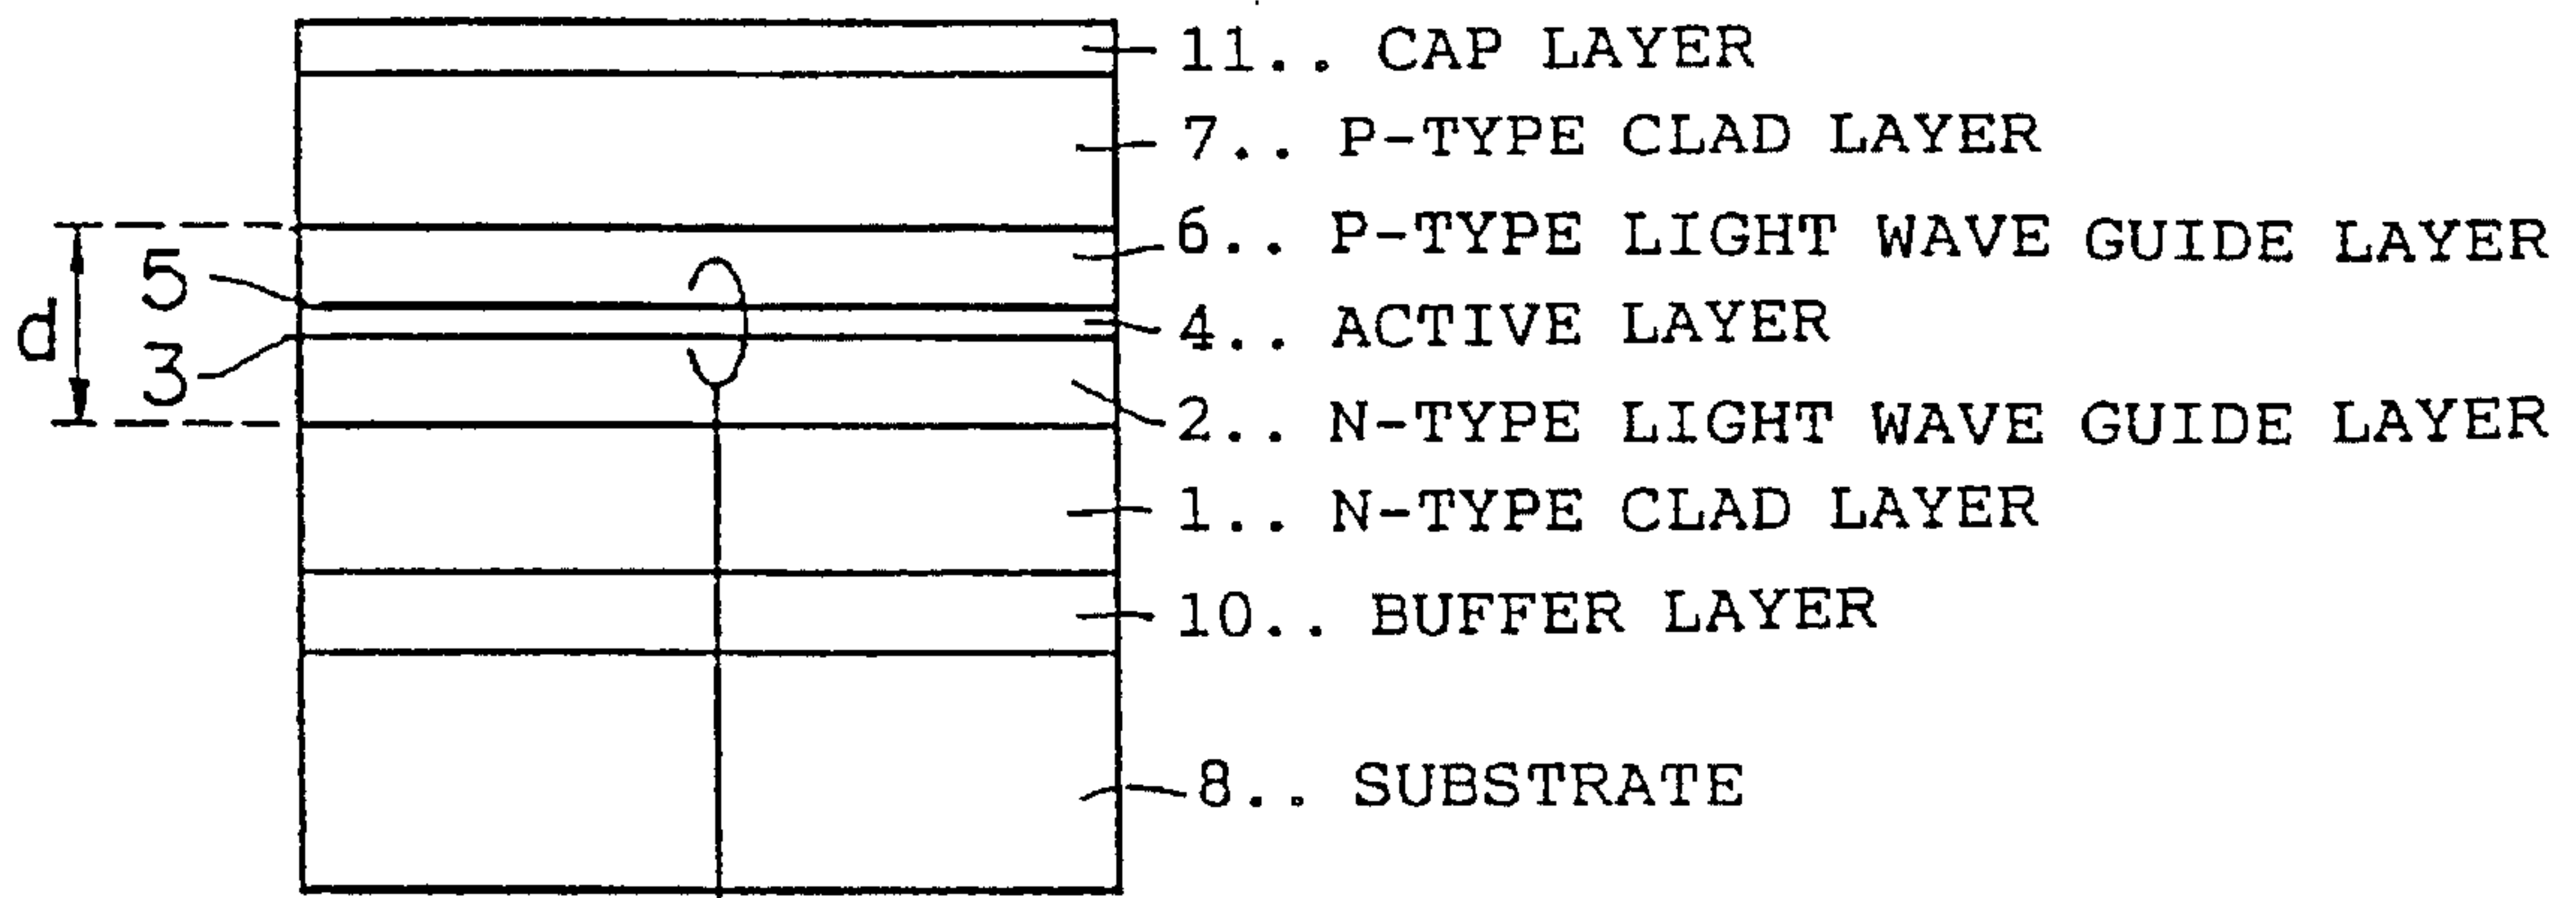 11.. CAP LAYER
7.. P-TYPE CLAD LAYER
6.. P-TYPE LIGHT WAVE GUIDE LAYER
5
4.. ACTIVE LAYER
d
3
2.. N-TYPE LIGHT WAVE GUIDE LAYER
1.. N-TYPE CLAD LAYER
10.. BUFFER LAYER
8.. SUBSTRATE